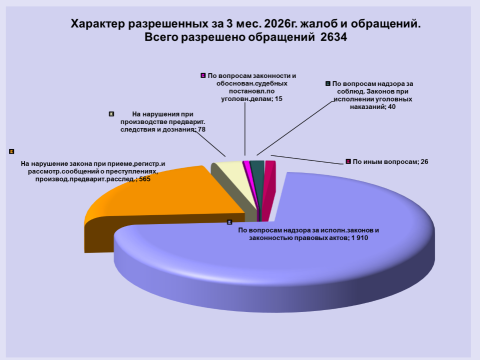 Характер разрешенных за 3 мес. 2026г. жалоб и обращений.
Всего разрешено обращений 2634
По вопросам законности и
обоснован.судебных
постановл.по
уголовн.делам; 15
По вопросам надзора за
соблюд. Законов при
исполнении уголовных
наказаний; 40
На нарушения при
производстве предварит.
следствия и дознания; 78
На нарушение закона при приеме,регистр.и
рассмотр.сообщений о преступлениях,
производ.предварит.расслед.; 565
По иным вопросам; 26
По вопросам надзора за исполн.законов и
законностью правовых актов; 1 910